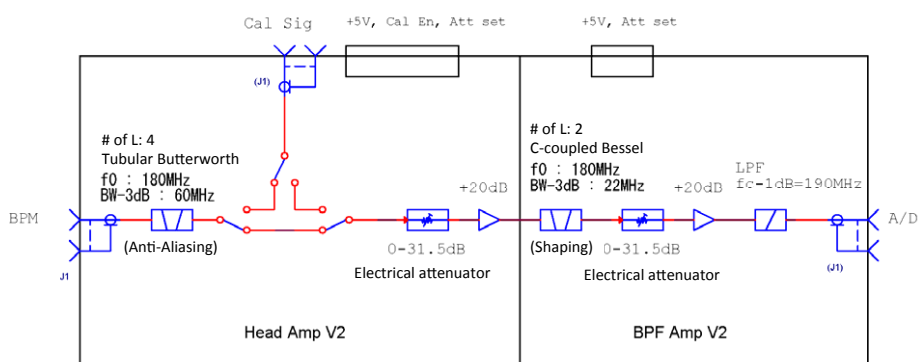 Cal Sig
+5V, Cal En, Att set
+5V, Att set
(J1)
# of L: 4
Tubular Butterworth
f0 : 180MHz
BW-3dB : 60MHz
# of L: 2
C-coupled Bessel
f0 : 180MHz
BW-3dB : 22MHz
LPF
fc-1dB=190MHz
+20dB
+20dB
BPM
A/D
(Anti-Aliasing)
0-31.5dB
(Shaping)
0-31.5dB
J1
(J1)
Electrical attenuator
Electrical attenuator
Head Amp V2
BPF Amp V2